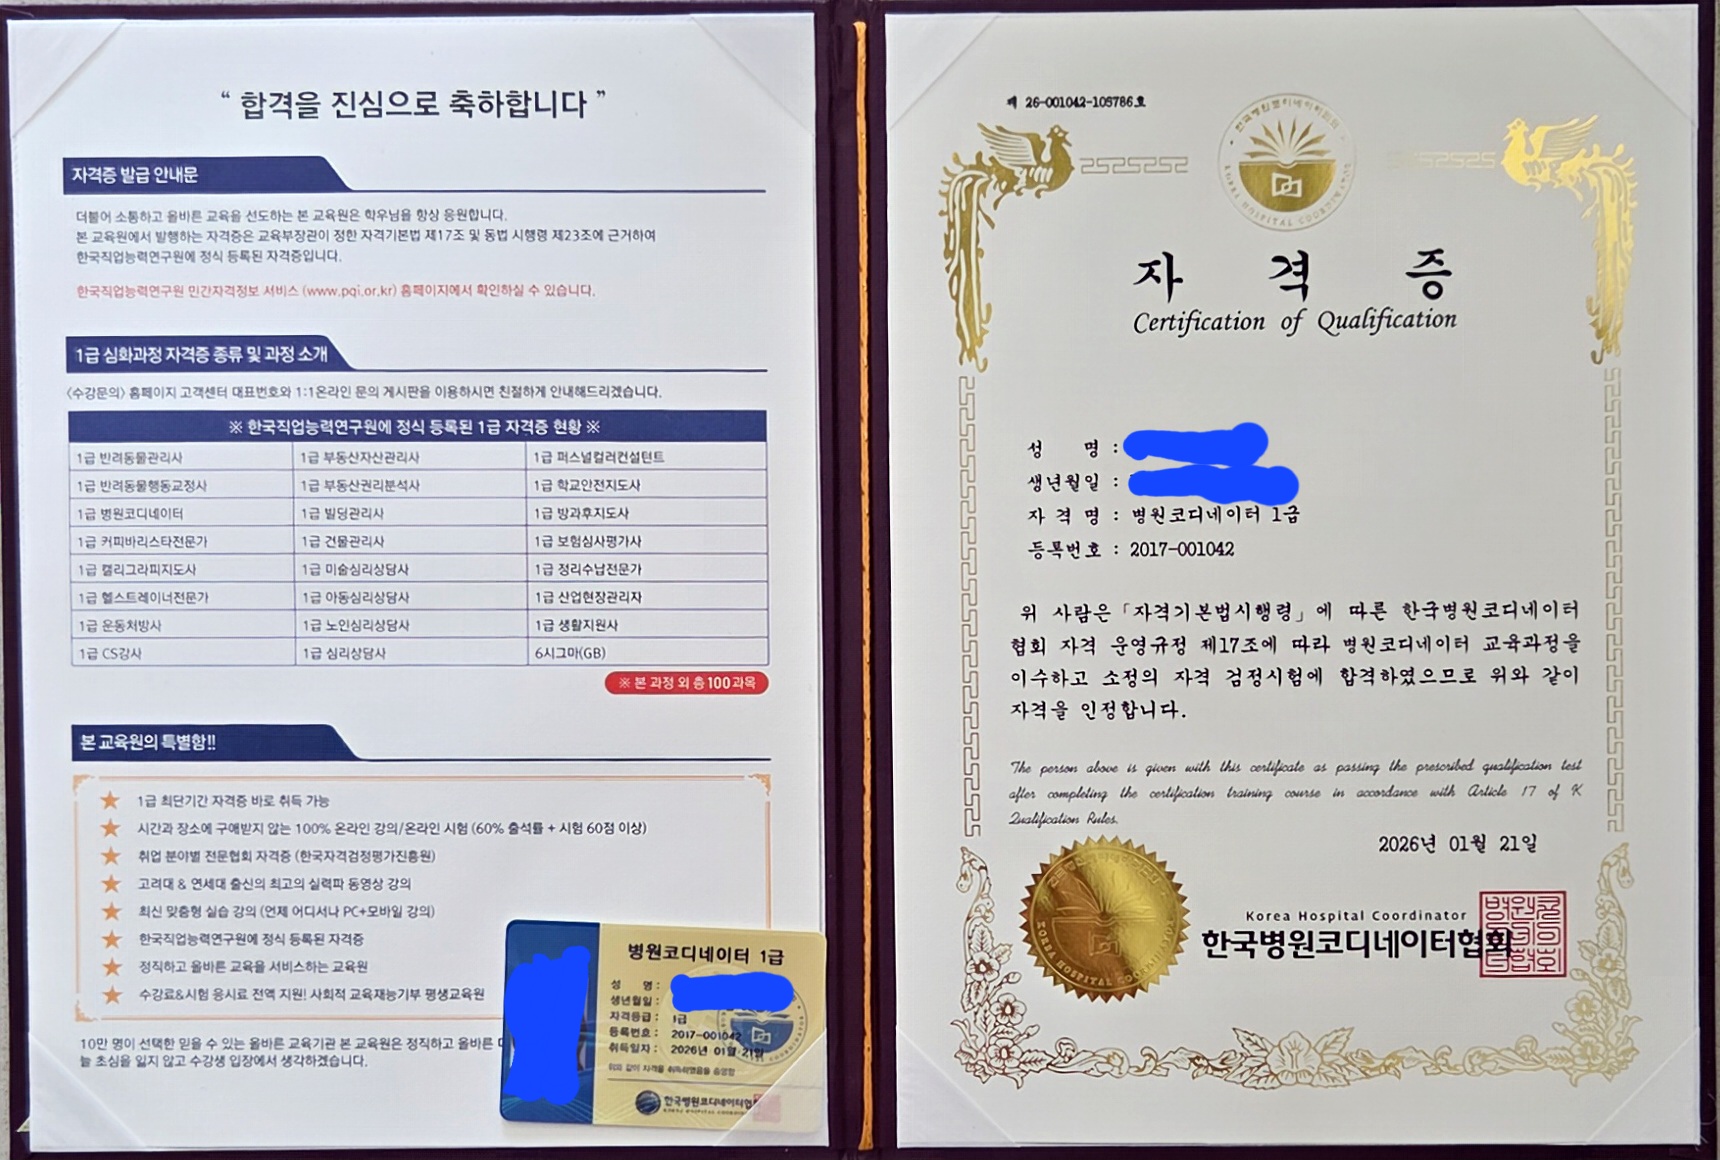 “ 합격을 진심으로 축하합니다 ”
자격증 발급 안내문
더불어 소통하고 올바른 교육을 선도하는 본 교육원은 학우님을 항상 응원합니다.
본 교육원에서 발행하는 자격증은 교육부장관이 정한 자격기본법 제17조 및 동법 시행령 제23조에 근거하여
한국직업능력연구원에 정식 등록된 자격증입니다.
한국직업능력연구원 민간자격정보 서비스 (www.pqi.or.kr) 홈페이지에서 확인하실 수 있습니다.
1급 심화과정 자격증 종류 및 과정 소개
<수강문의> 홈페이지 고객센터 대표번호와 1:1온라인 문의 게시판을 이용하시면 친절하게 안내해드리겠습니다.
※ 한국직업능력연구원에 정식 등록된 1급 자격증 현황 ※
1급 반려동물관리사 1급 부동산자산관리사 1급 퍼스널컬러컨설턴트
1급 반려동물행동교정사 1급 부동산권리분석사 1급 학교안전지도사
1급 병원코디네이터 1급 빌딩관리사 1급 방과후지도사
1급 커피바리스타전문가 1급 건물관리사 1급 보험심사평가사
1급 캘리그라피지도사 1급 미술심리상담사 1급 정리수납전문가
1급 헬스트레이너전문가 1급 아동심리상담사 1급 산업현장관리자
1급 운동처방사 1급 노인심리상담사 1급 생활지원사
1급 CS강사 1급 심리상담사 6시그마(GB)
※ 본 과정 외 총 100과목
본 교육원의 특별함!!
★ 1급 최단기간 자격증 바로 취득 가능
★ 시간과 장소에 구애받지 않는 100% 온라인 강의/온라인 시험 (60% 출석률 + 시험 60점 이상)
★ 취업 분야별 전문협회 자격증 (한국자격검정평가진흥원)
★ 고려대 & 연세대 출신의 최고의 실력파 동영상 강의
★ 최신 맞춤형 실습 강의 (언제 어디서나 PC+모바일 강의)
★ 한국직업능력연구원에 정식 등록된 자격증
★ 정직하고 올바른 교육을 서비스하는 교육원
★ 수강료&시험 응시료 전액 지원! 사회적 교육재능기부 평생교육원
10만 명이 선택한 믿을 수 있는 올바른 교육기관 본 교육원은 정직하고 올바른
늘 초심을 잃지 않고 수강생 입장에서 생각하겠습니다.
병원코디네이터 1급
성 명 :
생년월일 :
자격등급 : 1급
등록번호 : 2017-001042
취득일자 : 2026년 01월 21일
위와 같이 자격을 취득하였음을 증명함
한국병원코디네이터협회
KOREA HOSPITAL COORDINATOR
제 26-001042-105786호
한국병원코디네이터협회
KOREA HOSPITAL COORDINATOR
자격증
Certification of Qualification
성 명 :
생년월일 :
자 격 명 : 병원코디네이터 1급
등록번호 : 2017-001042
위 사람은 「자격기본법시행령」에 따른 한국병원코디네이터
협회 자격 운영규정 제17조에 따라 병원코디네이터 교육과정을
이수하고 소정의 자격 검정시험에 합격하였으므로 위와 같이
자격을 인정합니다.
The person above is given with this certificate as passing the prescribed qualification test
after completing the certification training course in accordance with Article 17 of K
Qualification Rules.
2026년 01월 21일
Korea Hospital Coordinator
한국병원코디네이터협회
KOREA HOSPITAL COORDINATOR